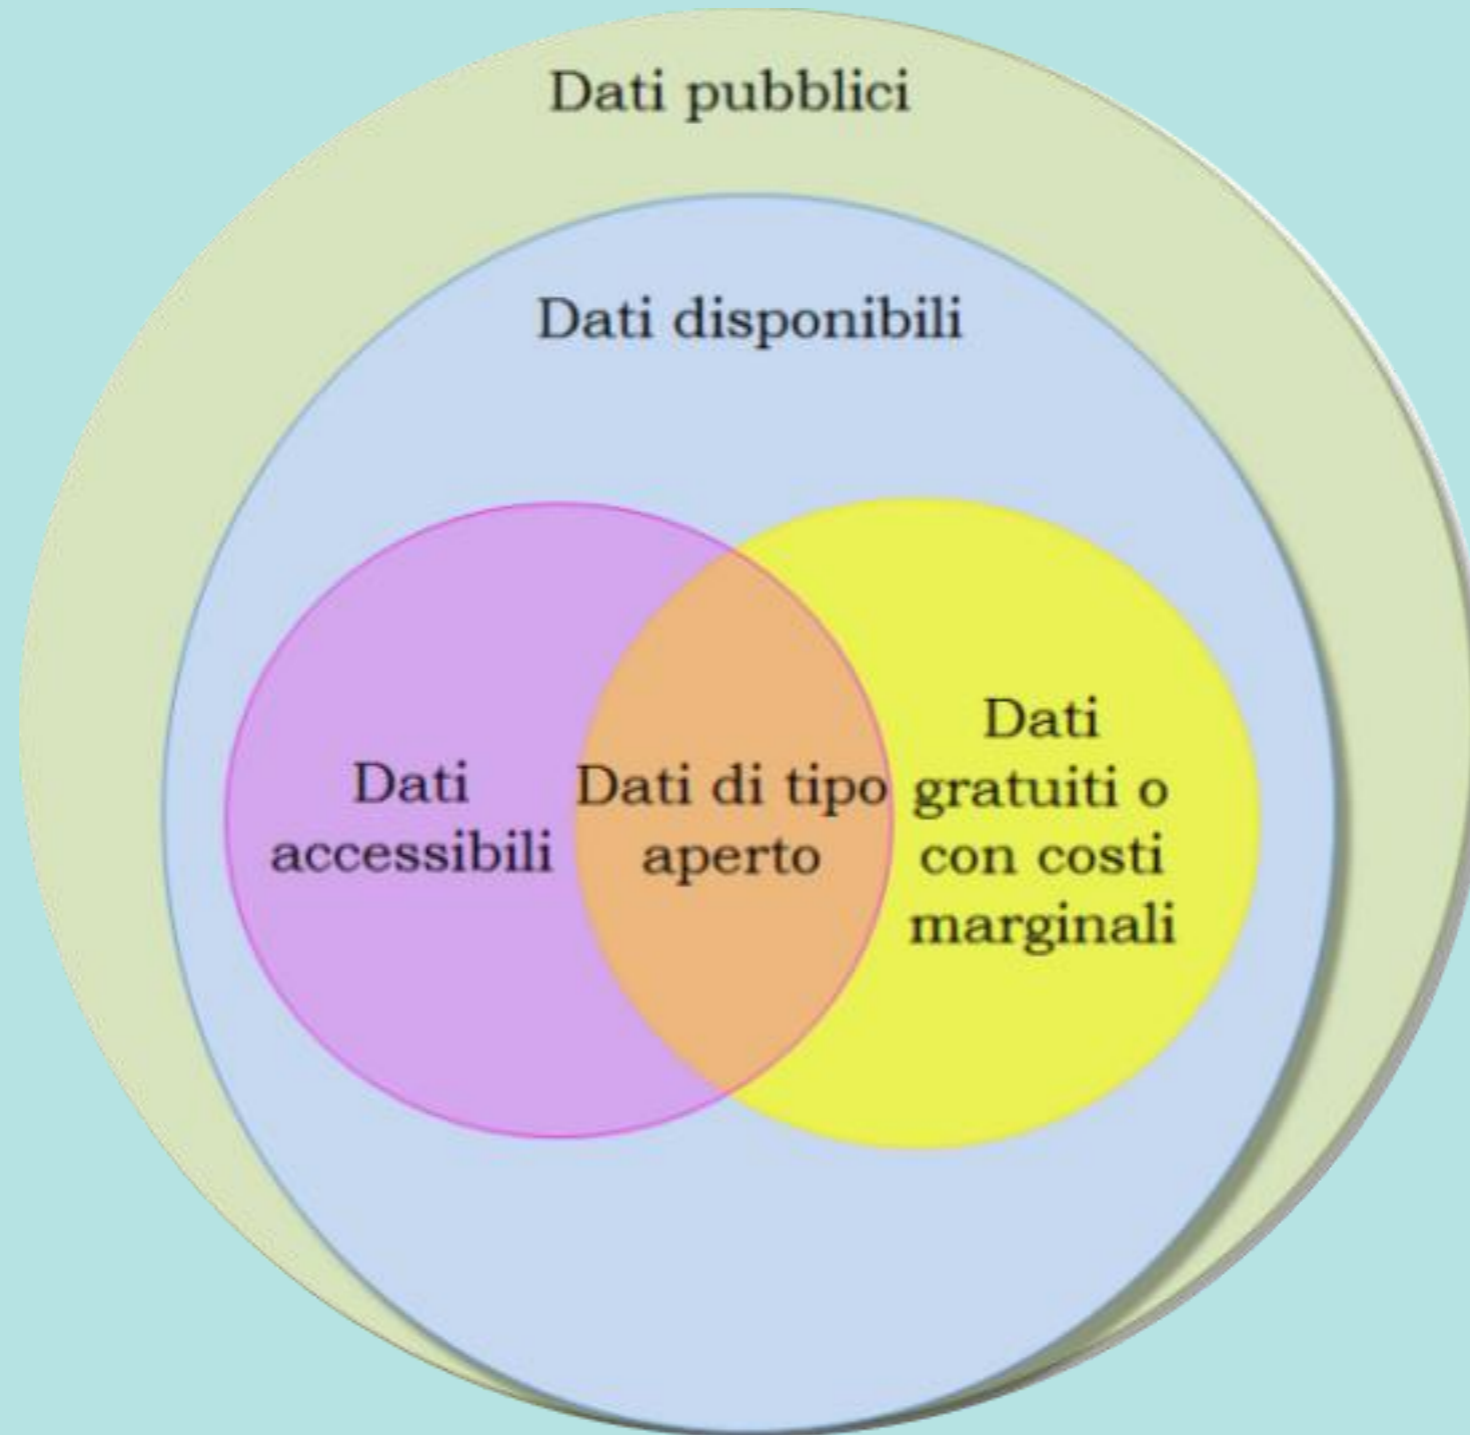 Dati pubblici
Dati disponibili
Dati
accessibili
Dati di tipo
aperto
Dati
gratuiti o
con costi
marginali